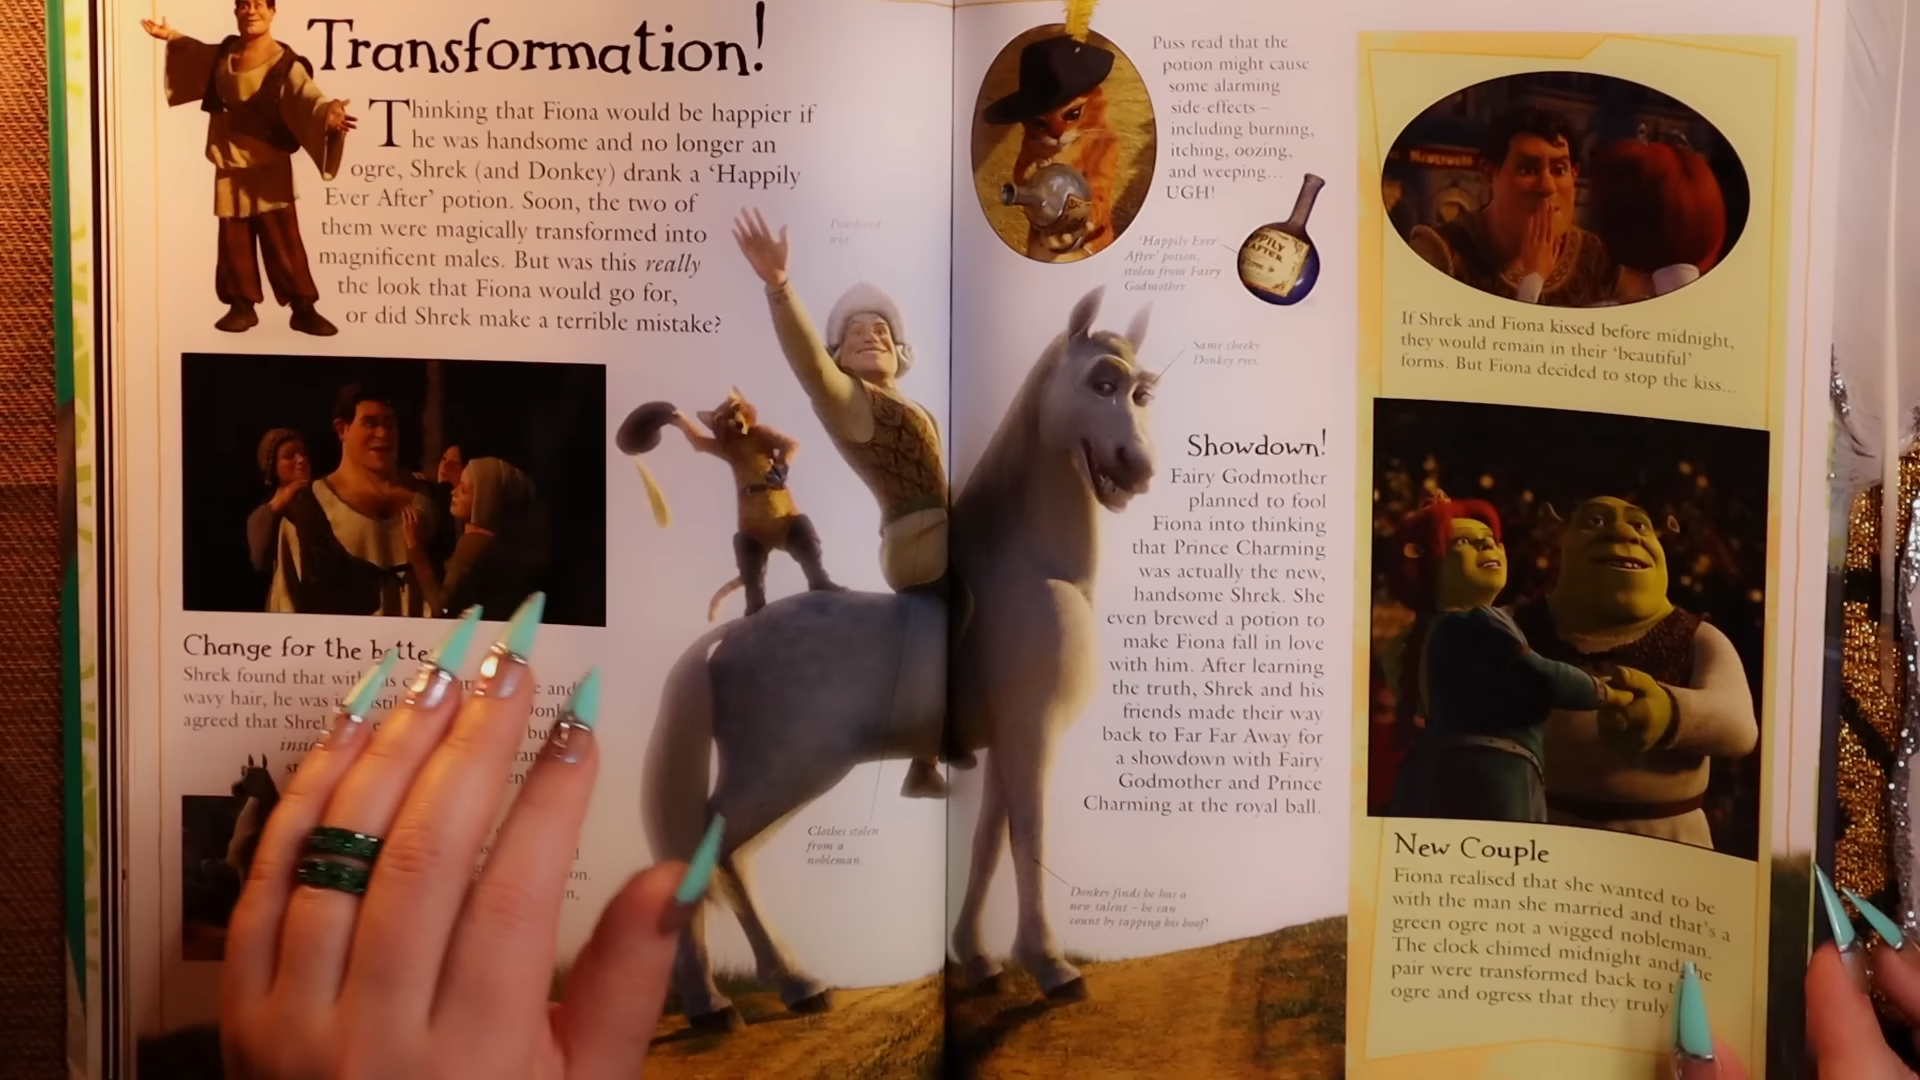 Transformation!
Thinking that Fiona would be happier if
he was handsome and no longer an
ogre, Shrek (and Donkey) drank a ‘Happily
Ever After’ potion. Soon, the two of
them were magically transformed into
magnificent males. But was this really
the look that Fiona would go for,
or did Shrek make a terrible mistake?
Change for the
Shrek found that
wavy hair, he was
agreed that
Powdered
wig.
Clothes stolen
from a
nobleman.
Puss read that the
potion might cause
some alarming
side-effects –
including burning,
itching, oozing,
and weeping…
UGH!
‘Happily Ever
After’ potion,
stolen from Fairy
Godmother.
Same cheeky
Donkey eyes.
Showdown!
Fairy Godmother
planned to fool
Fiona into thinking
that Prince Charming
was actually the new,
handsome Shrek. She
even brewed a potion to
make Fiona fall in love
with him. After learning
the truth, Shrek and his
friends made their way
back to Far Far Away for
a showdown with Fairy
Godmother and Prince
Charming at the royal ball.
Donkey finds he has a
new talent – he can
count by tapping his hoof!
If Shrek and Fiona kissed before midnight,
they would remain in their ‘beautiful’
forms. But Fiona decided to stop the kiss…
New Couple
Fiona realised that she wanted to be
with the man she married and that’s a
green ogre not a wigged nobleman.
The clock chimed midnight and
pair were transformed back to
ogre and ogress that they truly